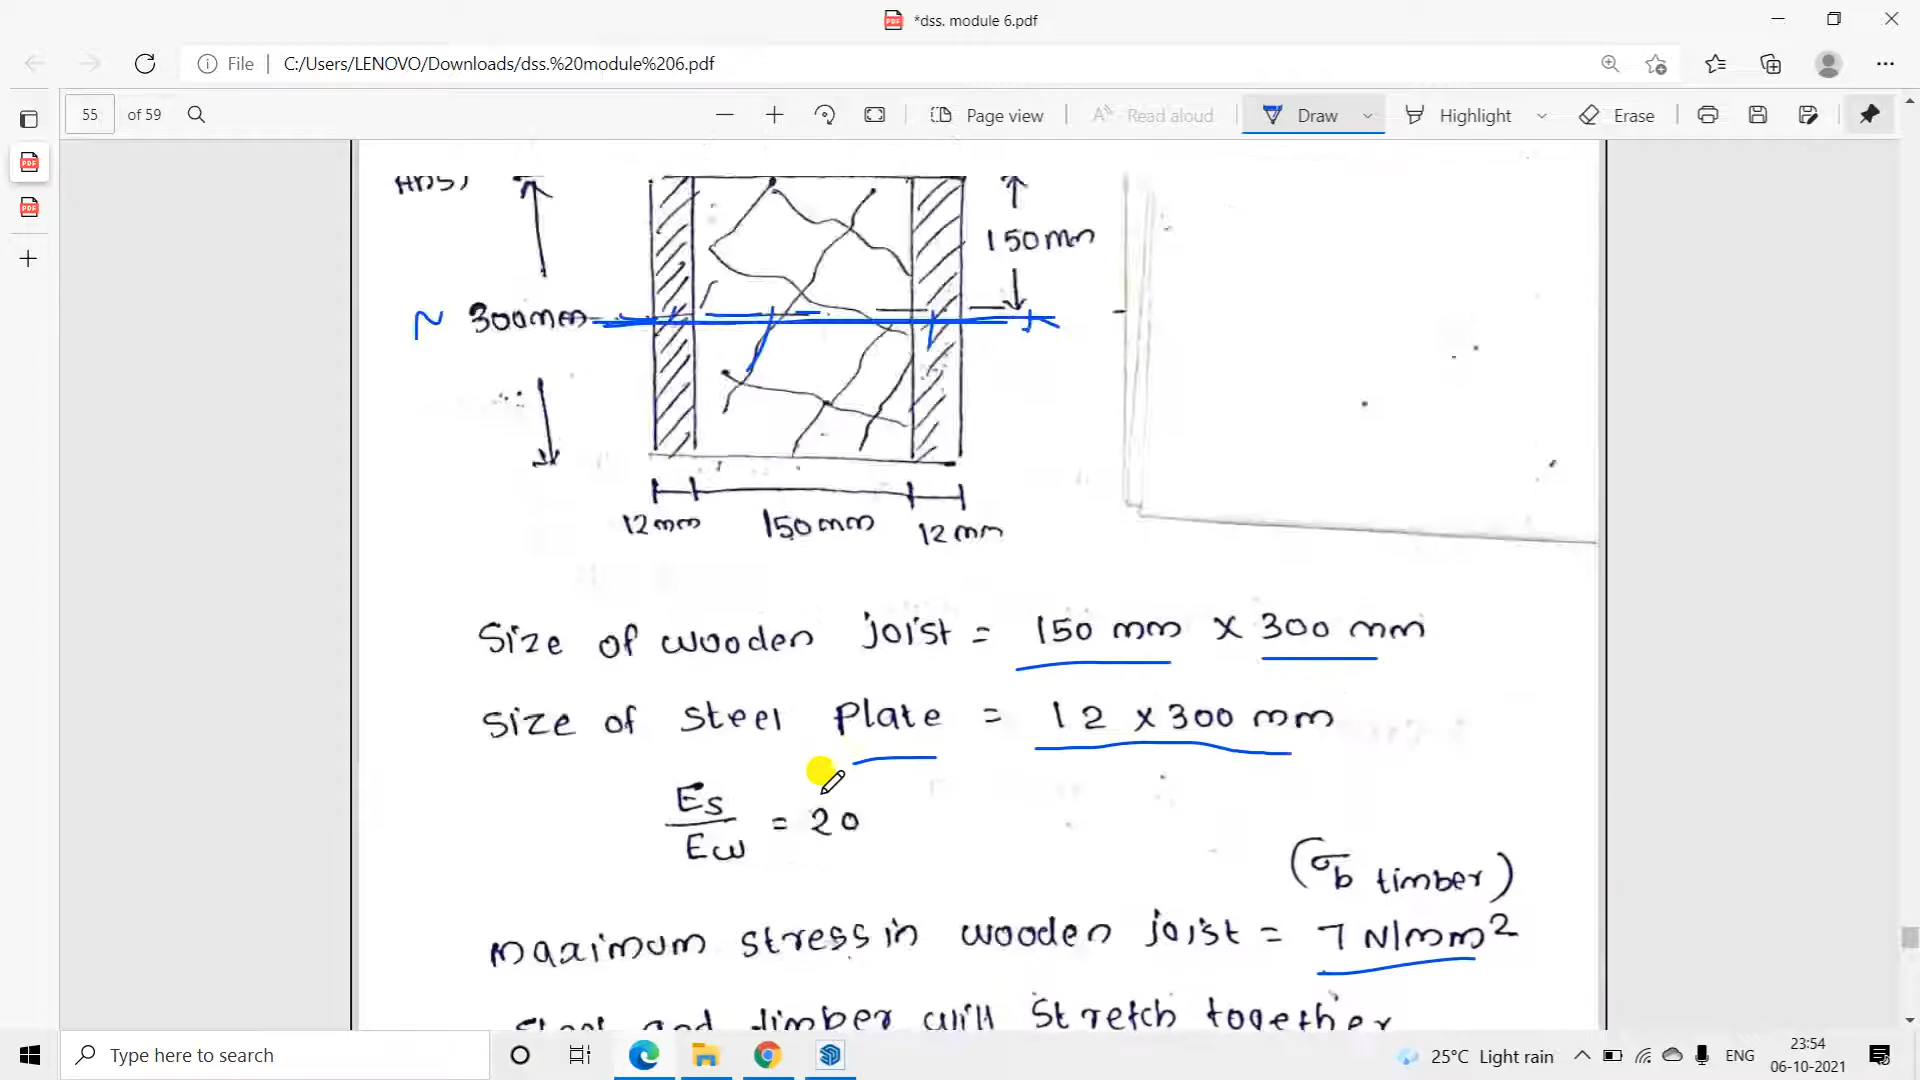 *dss. module 6.pdf
File | C:/Users/LENOVO/Downloads/dss.%20module%206.pdf
55 of 59 Page view Read aloud Draw Highlight Erase
Ans)
150mm
~ 300mm
12mm 150mm 12mm
Size of wooden joist = 150 mm x 300 mm
Size of steel plate = 12 x 300 mm
Es
Ew
= 20
(σb timber)
maximum stress in wooden joist = 7 N/mm2
Steel and timber will stretch together
Type here to search
25°C Light rain ENG 23:54
06-10-2021